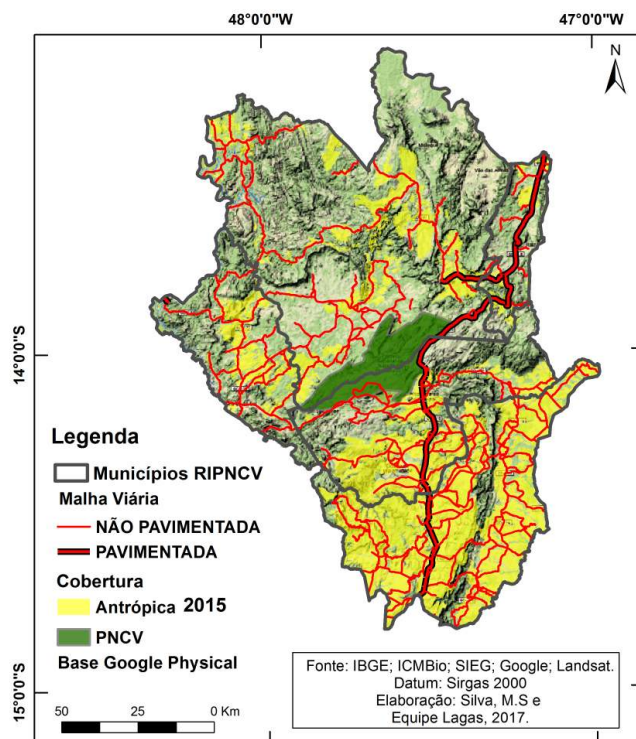 48°0'0"W 47°0'0"W
N
14°0'0"S
Legenda
Municípios RIPNCV
Malha Viária
NÃO PAVIMENTADA
PAVIMENTADA
Cobertura
Antrópica 2015
PNCV
Base Google Physical
15°0'0"S
50 25 0 Km
Fonte: IBGE; ICMBio; SIEG; Google; Landsat.
Datum: Sirgas 2000
Elaboração: Silva, M.S e
Equipe Lagas, 2017.